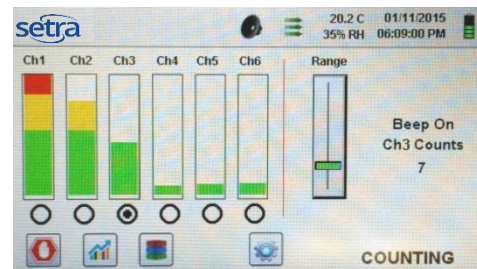 setra
20.2 C 01/11/2015
35% RH 06:09:00 PM
Ch1 Ch2 Ch3 Ch4 Ch5 Ch6 Range
Beep On
Ch3 Counts
7
COUNTING